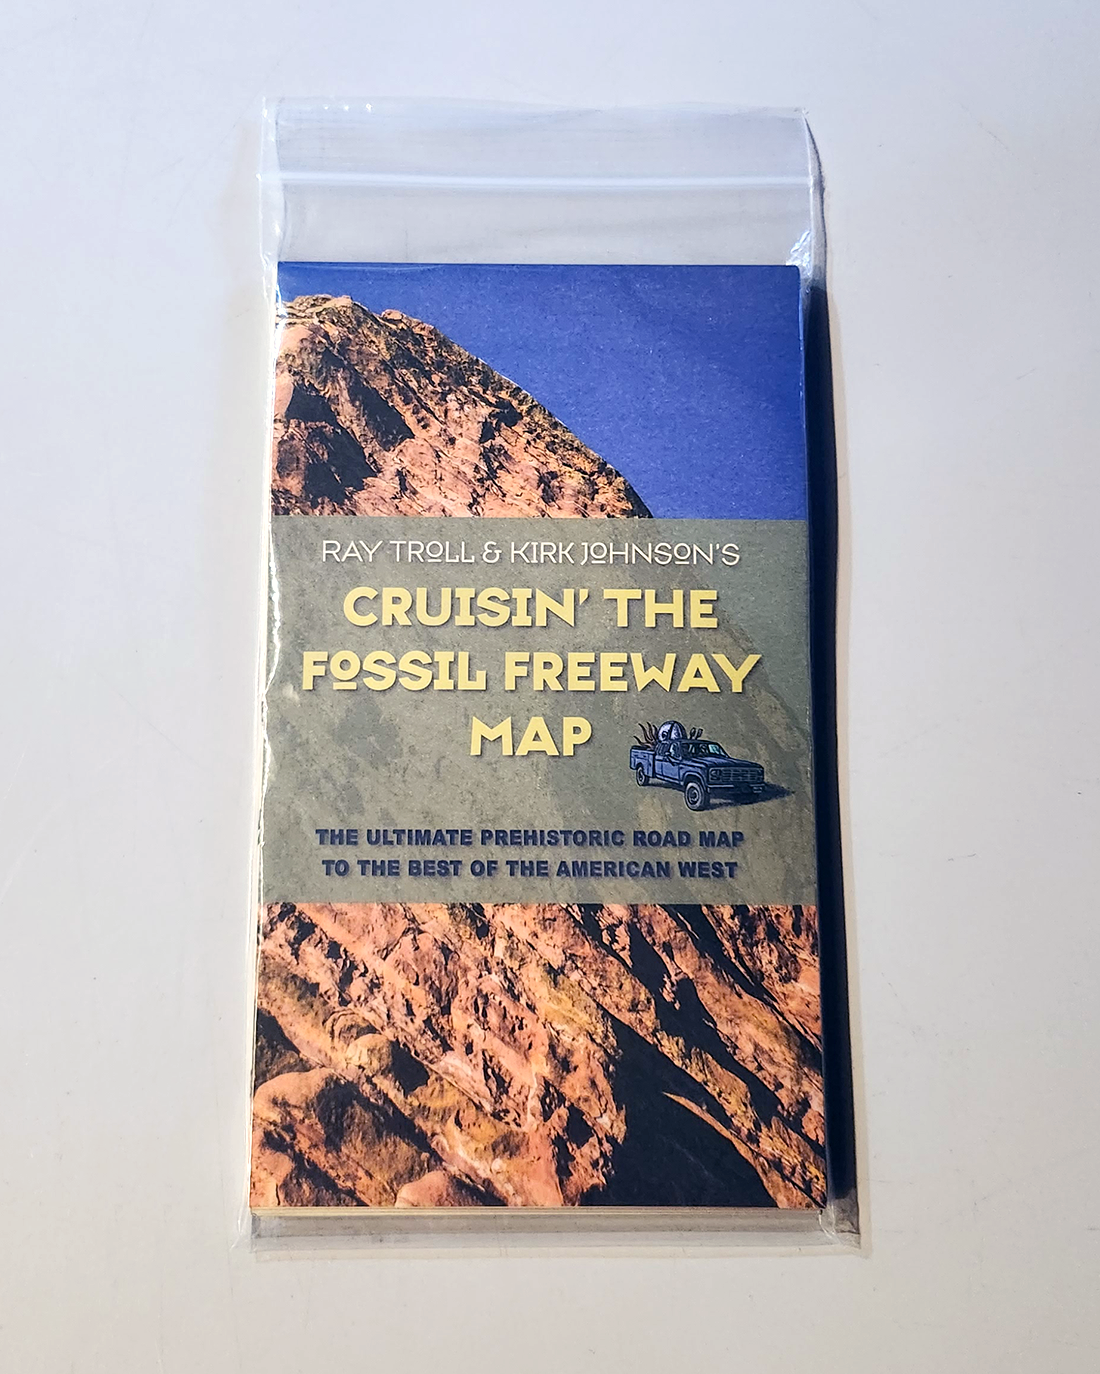 RAY TROLL & KIRK JOHNSON'S
CRUISIN' THE
FOSSIL FREEWAY
MAP
THE ULTIMATE PREHISTORIC ROAD MAP
TO THE BEST OF THE AMERICAN WEST